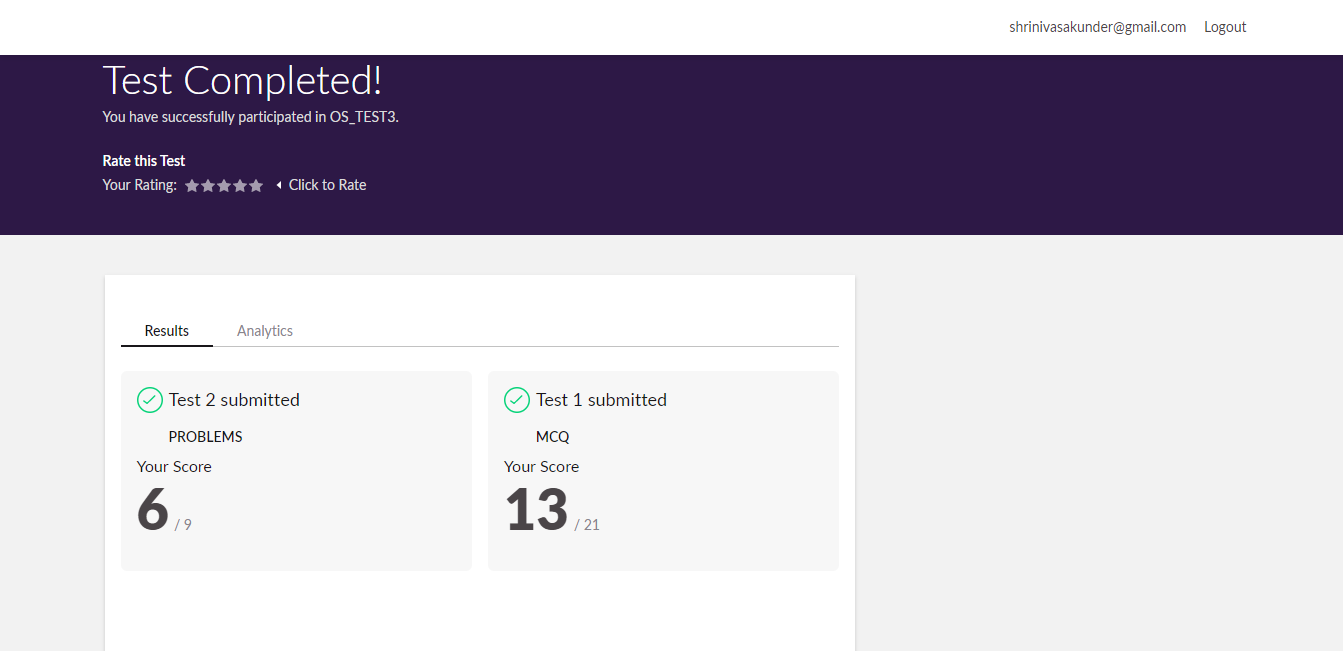 shrinivasakunder@gmail.com Logout
Test Completed!
You have successfully participated in OS_TEST3.
Rate this Test
Your Rating: Click to Rate
Results Analytics
Test 2 submitted
PROBLEMS
Your Score
6 / 9
Test 1 submitted
MCQ
Your Score
13 / 21